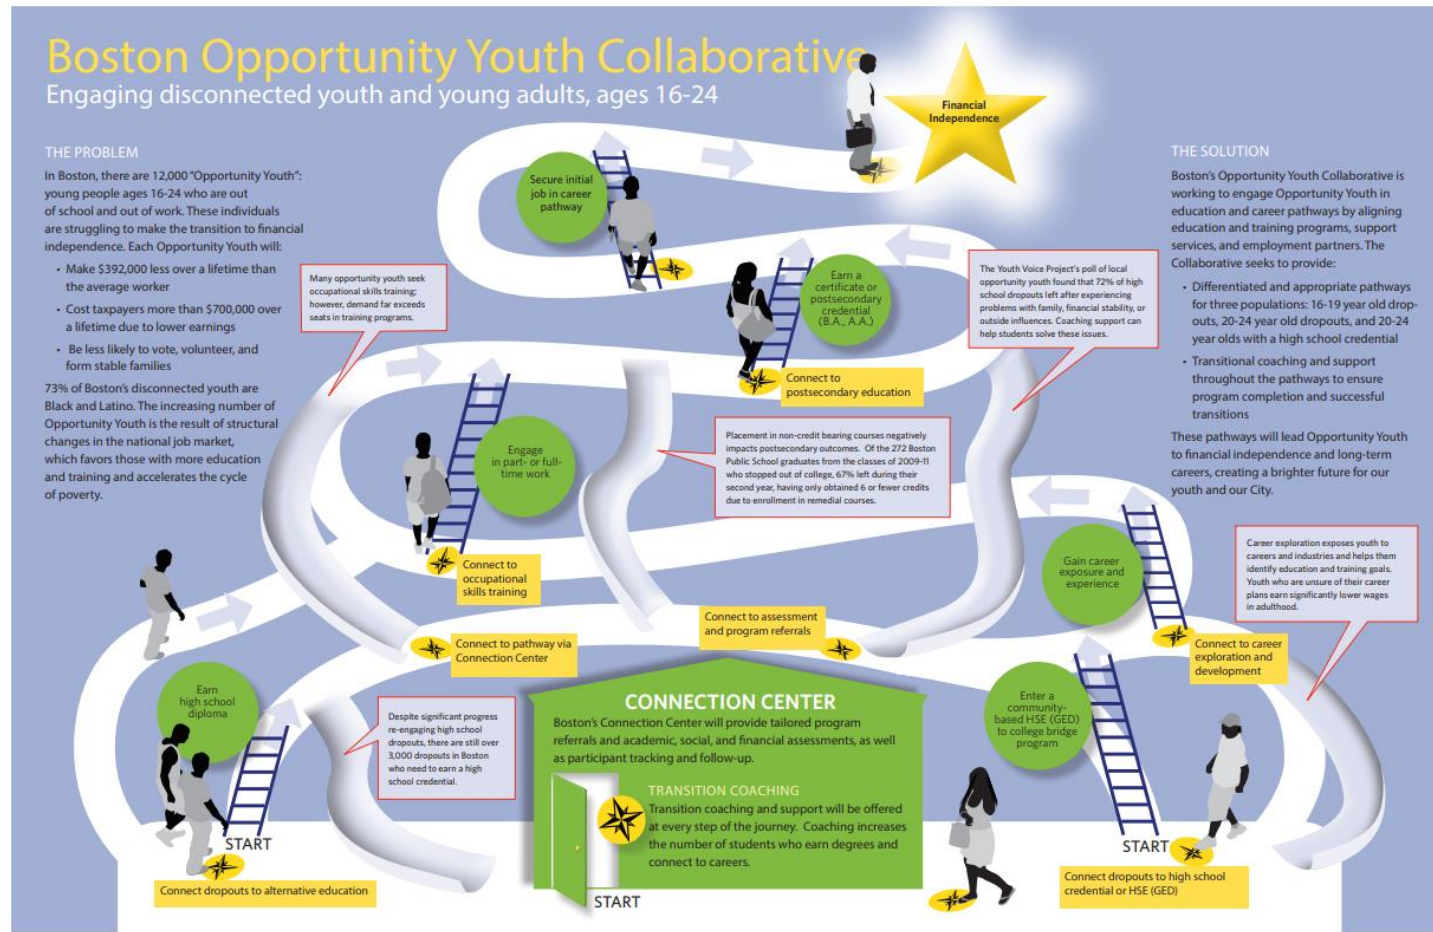 Boston Opportunity Youth Collaborative
Engaging disconnected youth and young adults, ages 16-24
Financial
Independence
THE PROBLEM
In Boston, there are 12,000 “Opportunity Youth”:
young people ages 16-24 who are out
of school and out of work. These individuals
are struggling to make the transition to financial
independence. Each Opportunity Youth will:
• Make $392,000 less over a lifetime than
the average worker
• Cost taxpayers more than $700,000 over
a lifetime due to lower earnings
• Be less likely to vote, volunteer, and
form stable families
73% of Boston’s disconnected youth are
Black and Latino. The increasing number of
Opportunity Youth is the result of structural
changes in the national job market,
which favors those with more education
and training and accelerates the cycle
of poverty.
THE SOLUTION
Boston’s Opportunity Youth Collaborative is
working to engage Opportunity Youth in
education and career pathways by aligning
education and training programs, support
services, and employment partners. The
Collaborative seeks to provide:
• Differentiated and appropriate pathways
for three populations: 16-19 year old drop-
outs, 20-24 year old dropouts, and 20-24
year olds with a high school credential
• Transitional coaching and support
throughout the pathways to ensure
program completion and successful
transitions
These pathways will lead Opportunity Youth
to financial independence and long-term
careers, creating a brighter future for our
youth and our City.
Secure initial
job in career
pathway
Many opportunity youth seek
occupational skills training;
however, demand far exceeds
seats in training programs.
Earn a
certificate or
postsecondary
credential
(B.A., A.A.)
The Youth Voice Project’s poll of local
opportunity youth found that 72% of high
school dropouts left after experiencing
problems with family, financial stability, or
outside influences. Coaching support can
help students solve these issues.
Connect to
postsecondary education
Engage
in part- or full-
time work
Placement in non-credit bearing courses negatively
impacts postsecondary outcomes. Of the 272 Boston
Public School graduates from the classes of 2009-11
who stopped out of college, 67% left during their
second year, having only obtained 6 or fewer credits
due to enrollment in remedial courses.
Connect to
occupational
skills training
Gain career
exposure and
experience
Career exploration exposes youth to
careers and industries and helps them
identify education and training goals.
Youth who are unsure of their career
plans earn significantly lower wages
in adulthood.
Connect to pathway via
Connection Center
Connect to assessment
and program referrals
Connect to career
exploration and
development
Earn
high school
diploma
Despite significant progress
re-engaging high school
dropouts, there are still over
3,000 dropouts in Boston
who need to earn a high
school credential.
CONNECTION CENTER
Boston’s Connection Center will provide tailored program
referrals and academic, social, and financial assessments, as well
as participant tracking and follow-up.
TRANSITION COACHING
Transition coaching and support will be offered
at every step of the journey. Coaching increases
the number of students who earn degrees and
connect to careers.
Enter a
community-
based HSE (GED)
to college bridge
program
START
Connect dropouts to alternative education
START
START
Connect dropouts to high school
credential or HSE (GED)